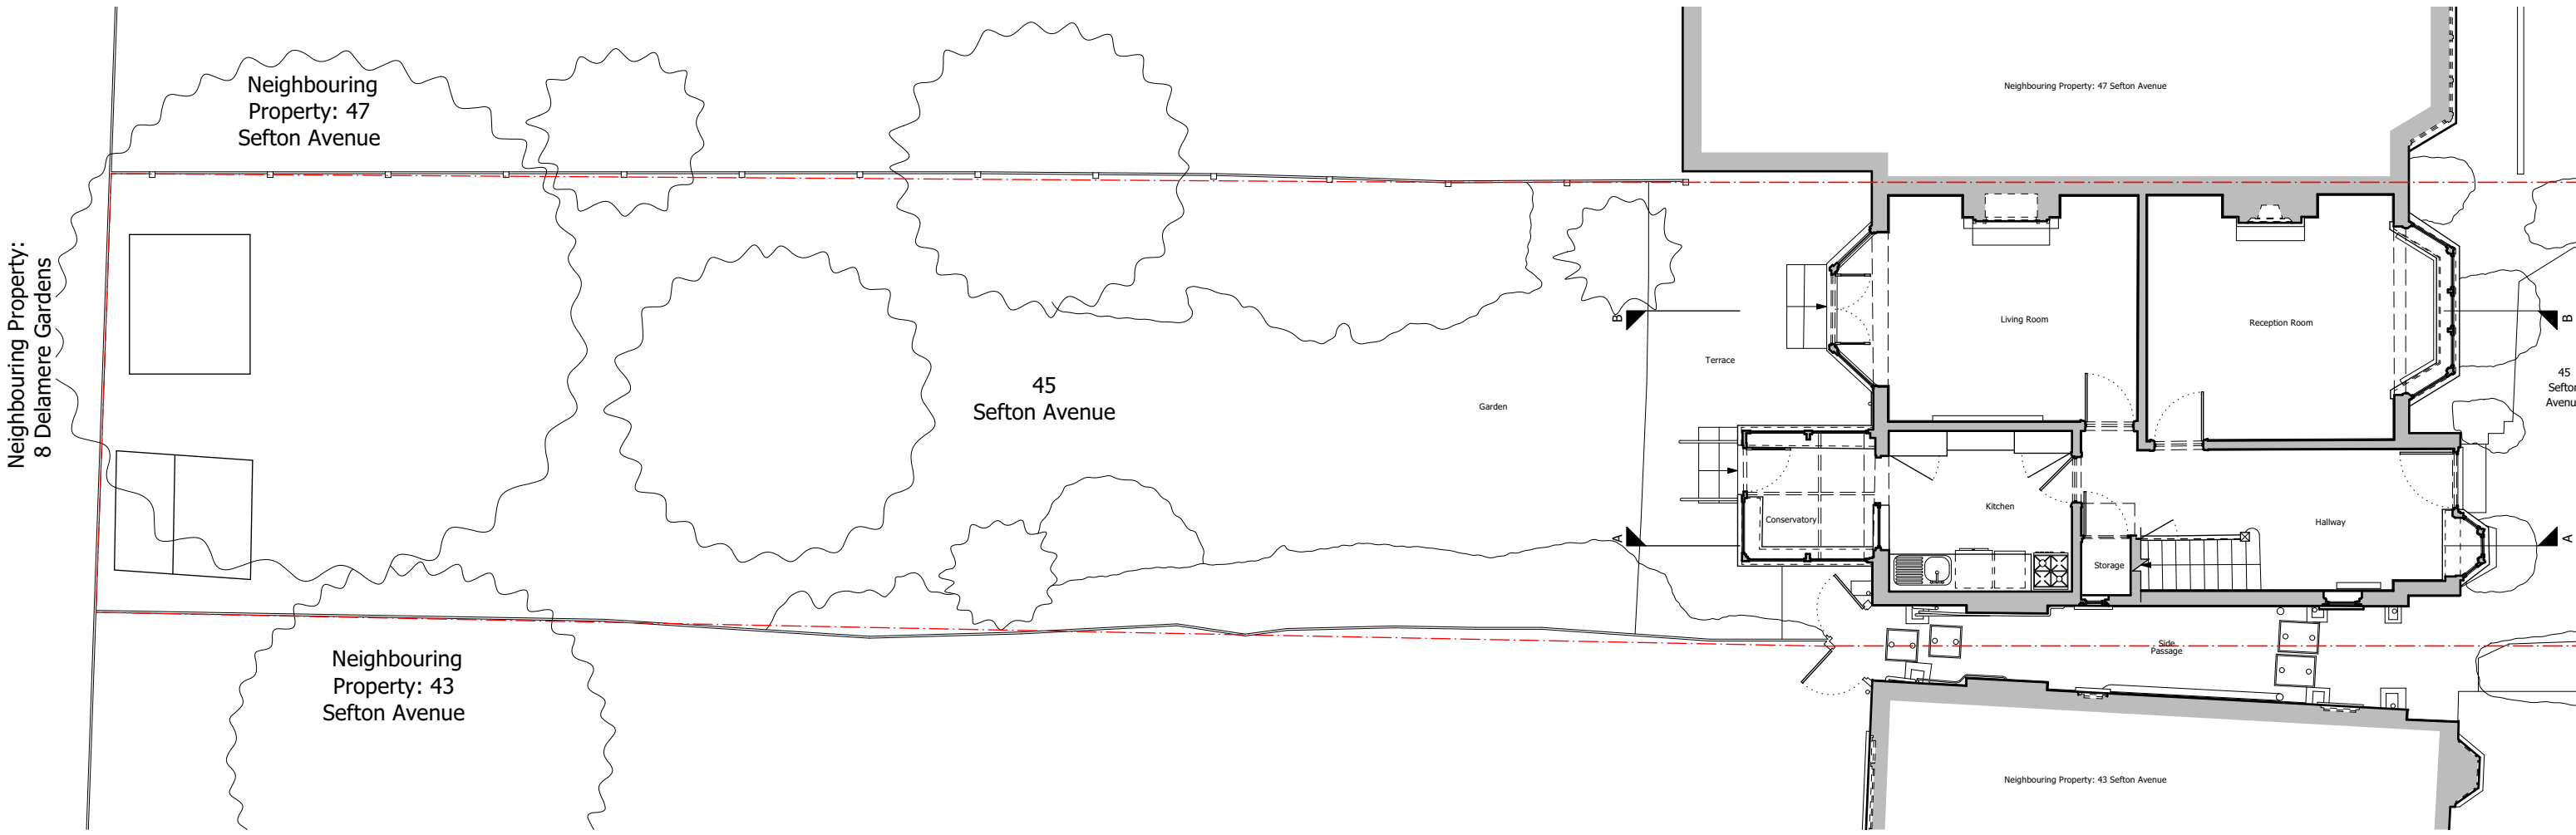 Neighbouring
Property: 47
Sefton Avenue
Neighbouring Property: 47 Sefton Avenue
Neighbouring Property:
8 Delamere Gardens
45
Sefton Avenue
Garden
Terrace
B
A
Living Room
Reception Room
B
45
Sefton
Avenu
Conservatory
Kitchen
Storage
Hallway
A
Side
Passage
Neighbouring
Property: 43
Sefton Avenue
Neighbouring Property: 43 Sefton Avenue